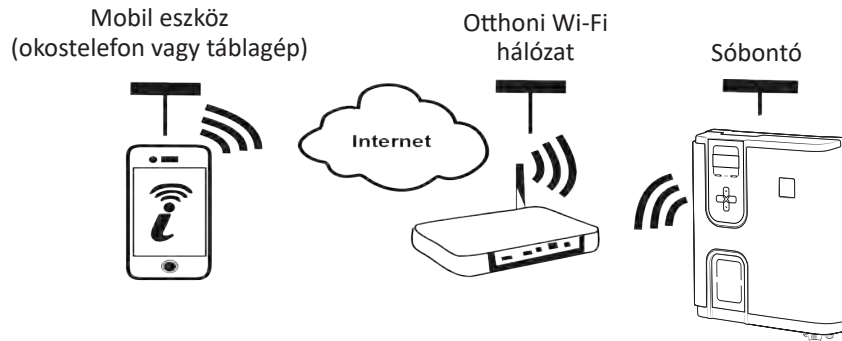 Mobil eszköz
(okostelefon vagy táblagép)
Otthoni Wi-Fi
hálózat
Sóbontó
Internet
i